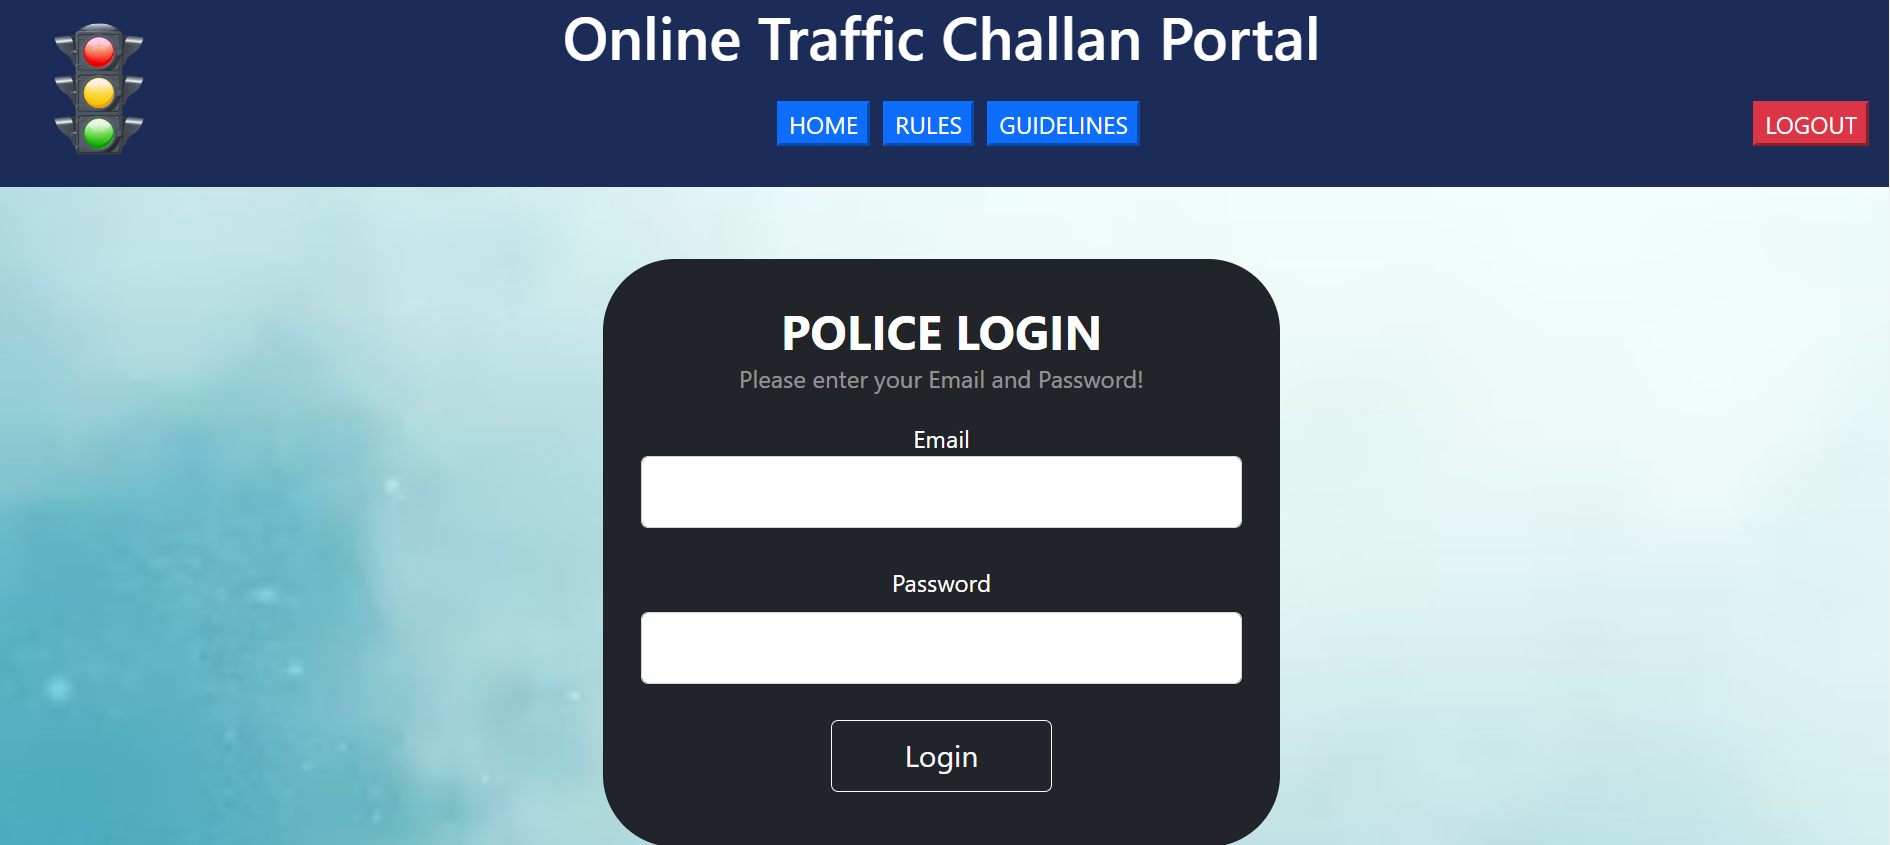 Online Traffic Challan Portal
HOME RULES GUIDELINES LOGOUT
POLICE LOGIN
Please enter your Email and Password!
Email
Password
Login